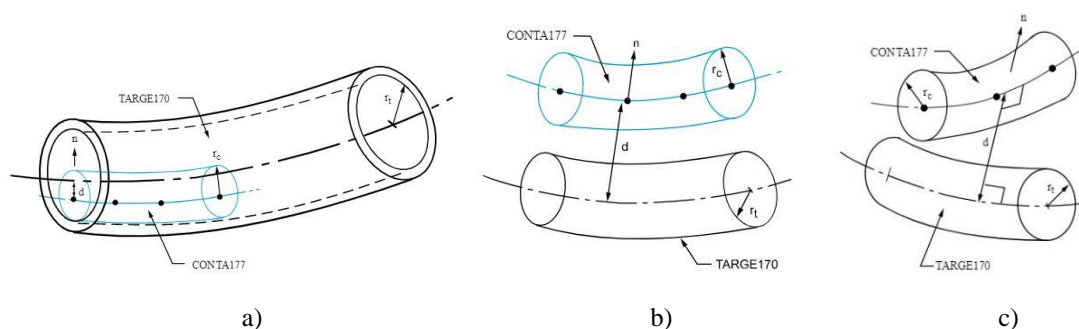 TARGE170
r_t
n
r_c
d
CONTA177
a)
CONTA177
n
r_c
d
r_t
TARGE170
b)
n
CONTA177
r_c
d
r_t
TARGE170
c)